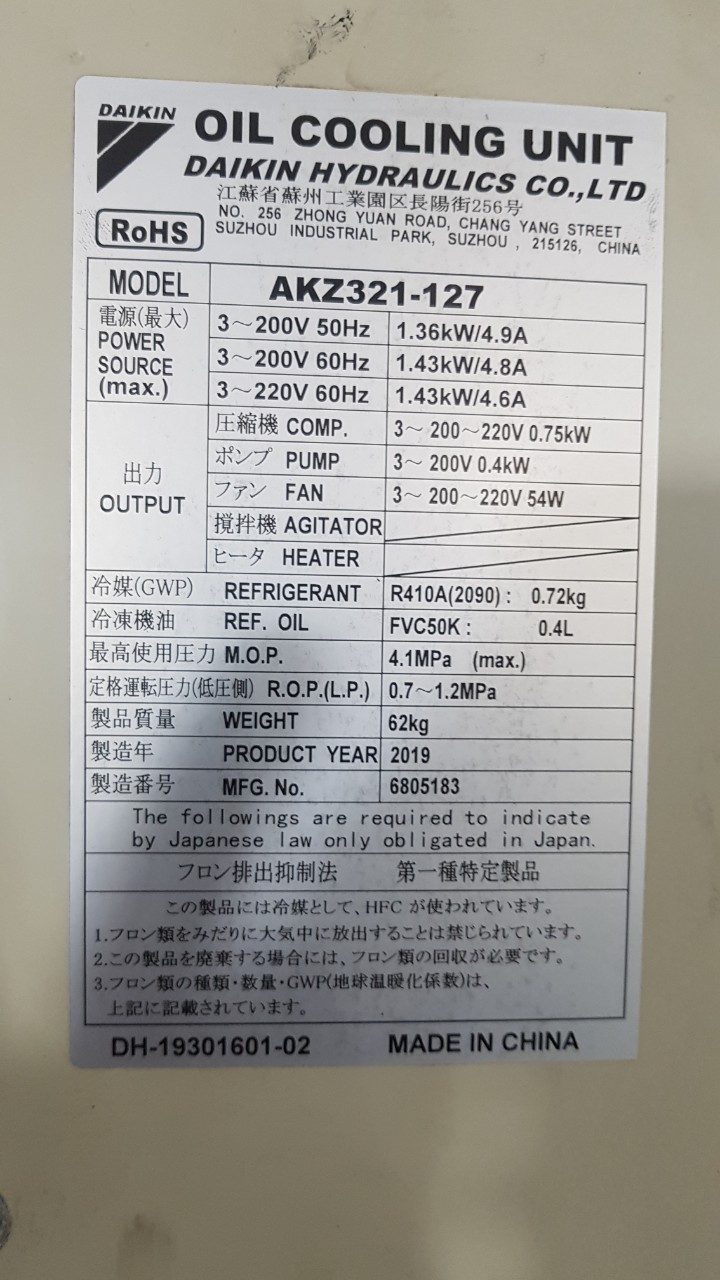 DAIKIN
OIL COOLING UNIT
DAIKIN HYDRAULICS CO.,LTD
江蘇省蘇州工業園区長陽街256号
NO. 256 ZHONG YUAN ROAD, CHANG YANG STREET
SUZHOU INDUSTRIAL PARK, SUZHOU , 215126, CHINA
RoHS
MODEL AKZ321-127
電源(最大)
POWER
SOURCE
(max.)
3～200V 50Hz 1.36kW/4.9A
3～200V 60Hz 1.43kW/4.8A
3～220V 60Hz 1.43kW/4.6A
出力
OUTPUT
圧縮機 COMP. 3～ 200～220V 0.75kW
ポンプ PUMP 3～ 200V 0.4kW
ファン FAN 3～ 200～220V 54W
撹拌機 AGITATOR
ヒータ HEATER
冷媒(GWP) REFRIGERANT R410A(2090) : 0.72kg
冷凍機油 REF. OIL FVC50K : 0.4L
最高使用圧力 M.O.P. 4.1MPa (max.)
定格運転圧力(低圧側) R.O.P.(L.P.) 0.7～1.2MPa
製品質量 WEIGHT 62kg
製造年 PRODUCT YEAR 2019
製造番号 MFG. No. 6805183
The followings are required to indicate
by Japanese law only obligated in Japan.
フロン排出抑制法 第一種特定製品
この製品には冷媒として、HFC が使われています。
1.フロン類をみだりに大気中に放出することは禁じられています。
2.この製品を廃棄する場合には、フロン類の回収が必要です。
3.フロン類の種類・数量・GWP(地球温暖化係数)は、
上記に記載されています。
DH-19301601-02 MADE IN CHINA